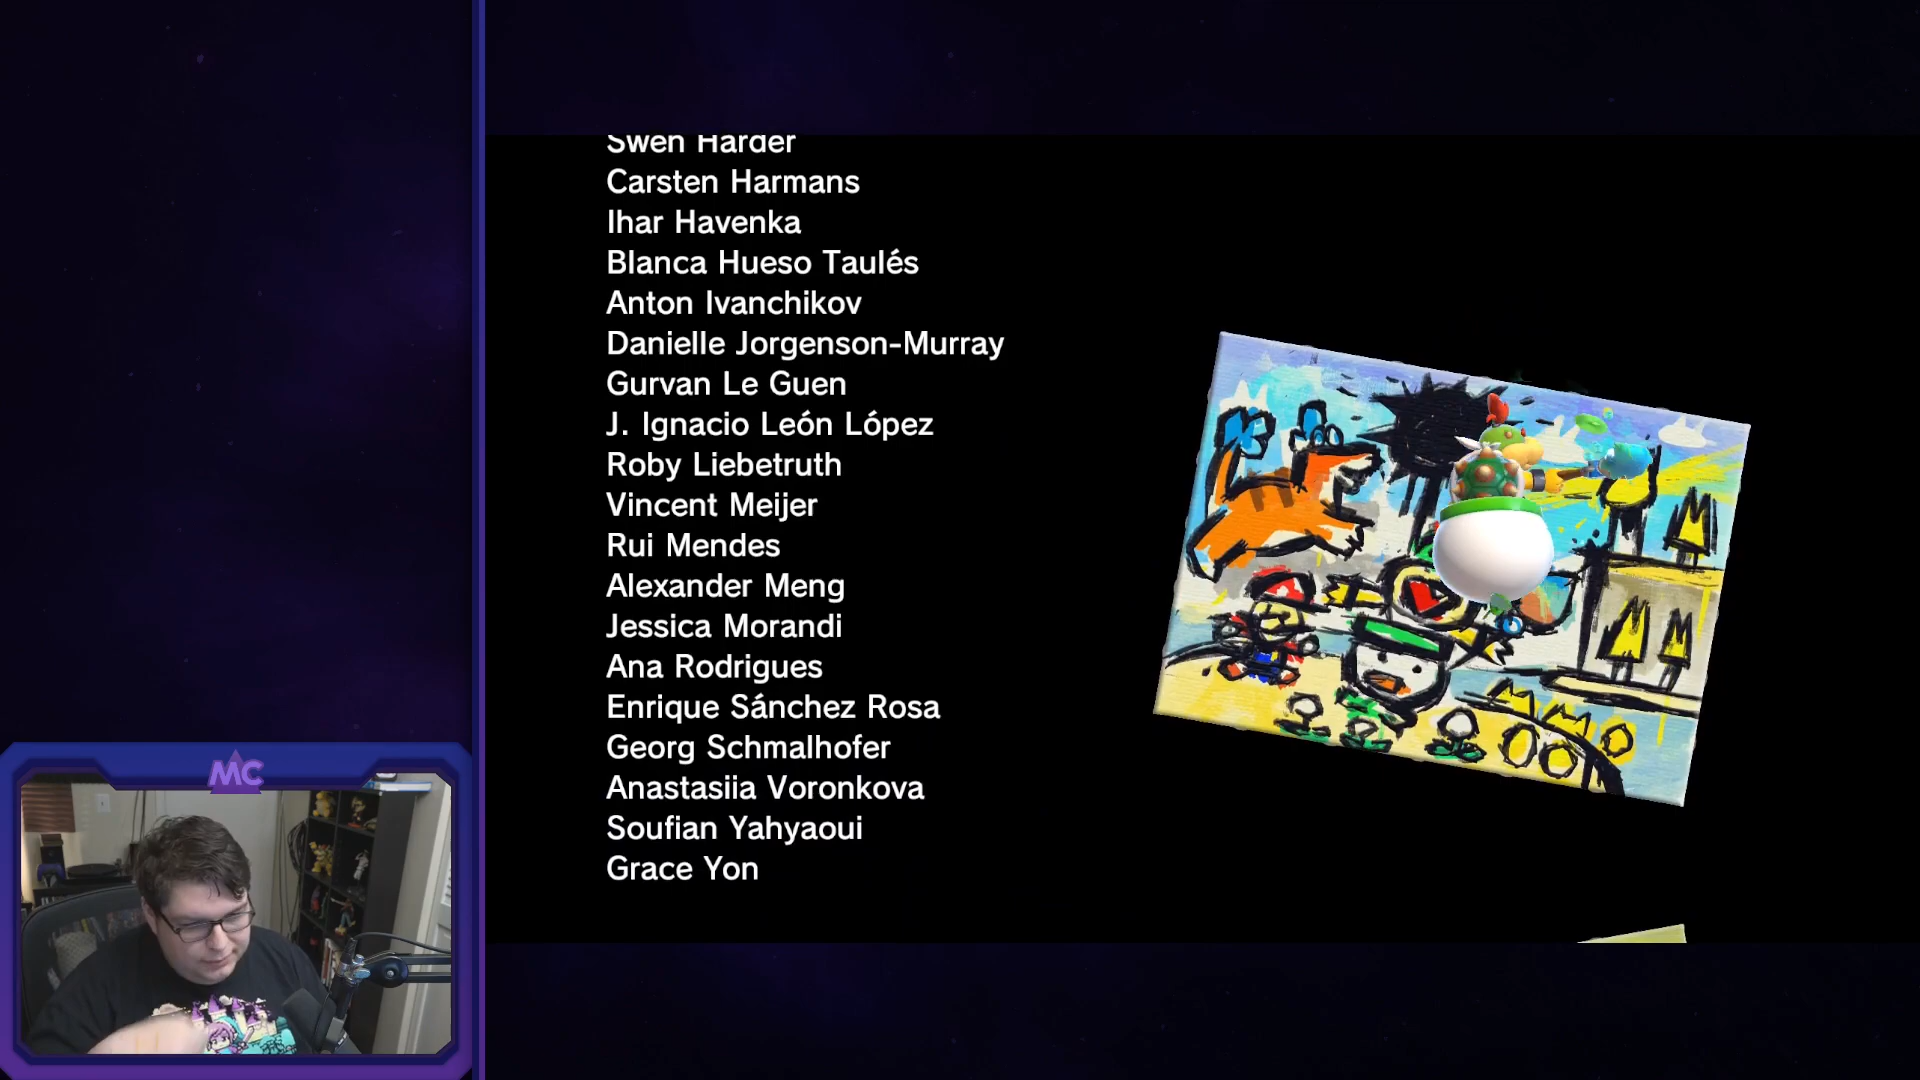 Swen Harder
Carsten Harmans
Ihar Havenka
Blanca Hueso Taulés
Anton Ivanchikov
Danielle Jorgenson-Murray
Gurvan Le Guen
J. Ignacio León López
Roby Liebetruth
Vincent Meijer
Rui Mendes
Alexander Meng
Jessica Morandi
Ana Rodrigues
Enrique Sánchez Rosa
Georg Schmalhofer
Anastasiia Voronkova
Soufian Yahyaoui
Grace Yon
MC